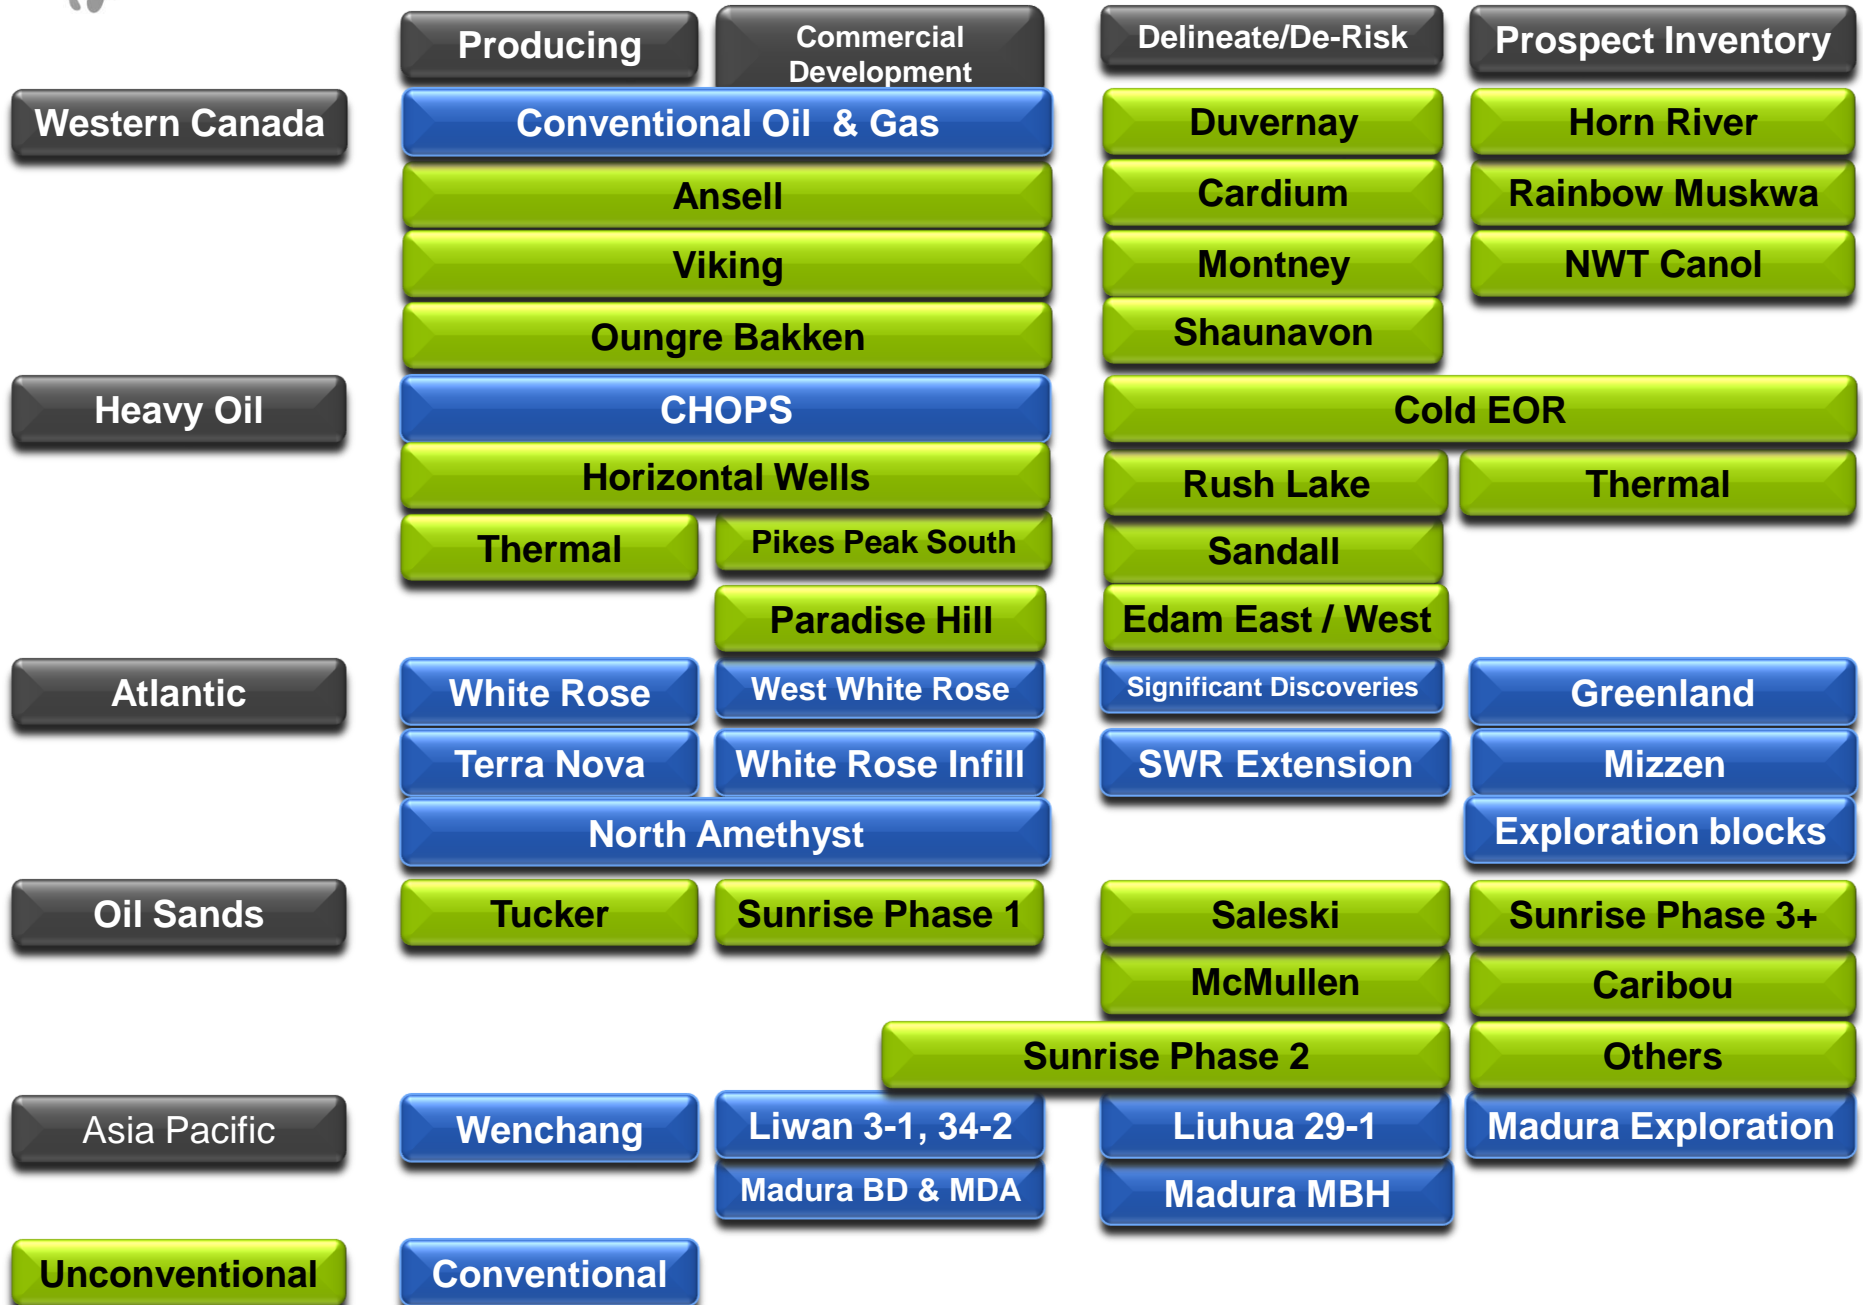 Producing
Commercial
Development
Delineate/De-Risk
Prospect Inventory
Western Canada
Conventional Oil & Gas
Duvernay
Horn River
Ansell
Cardium
Rainbow Muskwa
Viking
Montney
NWT Canol
Oungre Bakken
Shaunavon
Heavy Oil
CHOPS
Cold EOR
Horizontal Wells
Rush Lake
Thermal
Thermal
Pikes Peak South
Sandall
Paradise Hill
Edam East / West
Atlantic
White Rose
West White Rose
Significant Discoveries
Greenland
Terra Nova
White Rose Infill
SWR Extension
Mizzen
North Amethyst
Exploration blocks
Oil Sands
Tucker
Sunrise Phase 1
Saleski
Sunrise Phase 3+
McMullen
Caribou
Sunrise Phase 2
Others
Asia Pacific
Wenchang
Liwan 3-1, 34-2
Liuhua 29-1
Madura Exploration
Madura BD & MDA
Madura MBH
Unconventional
Conventional